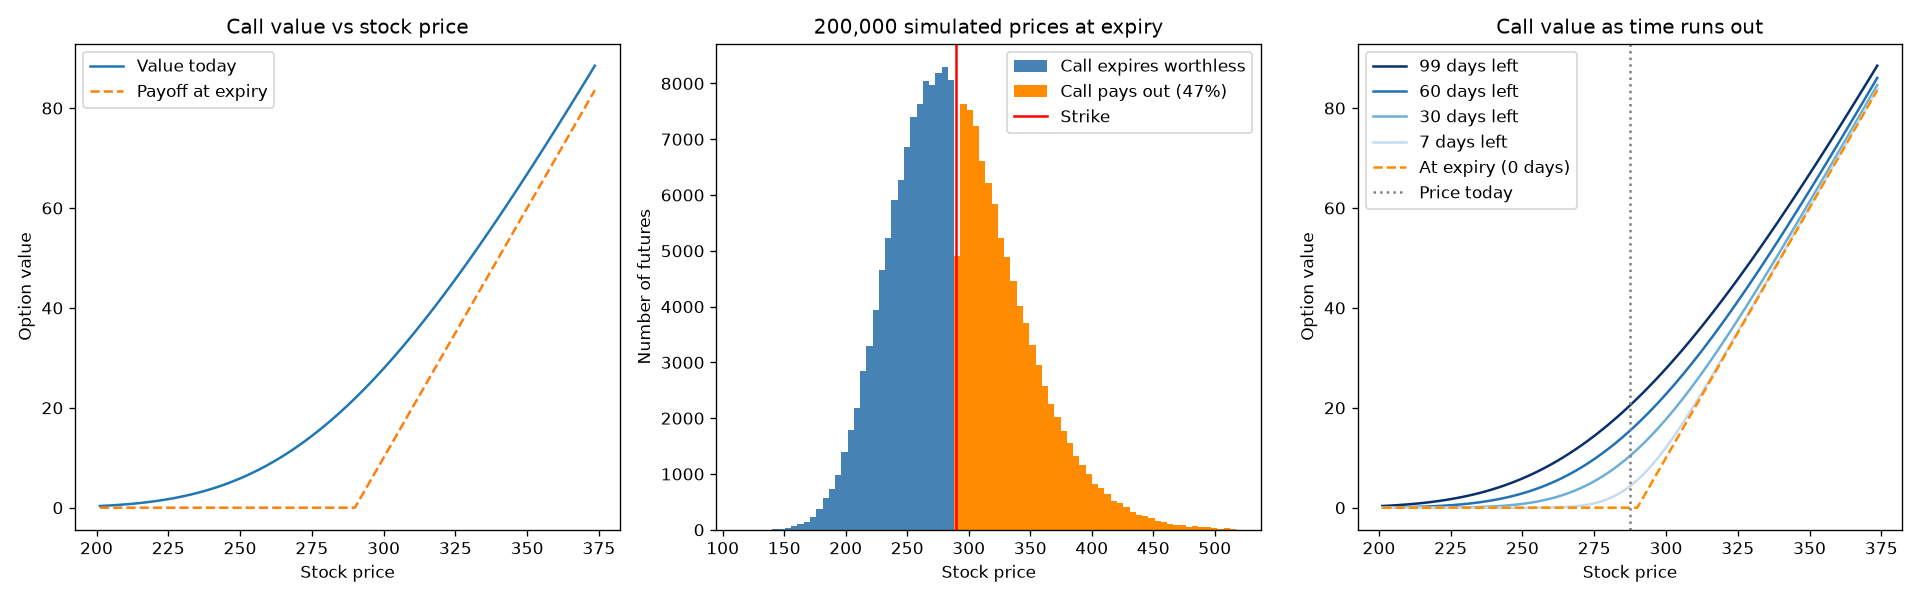 Call value vs stock price
Value today
Payoff at expiry
80
60
40
20
0
Option value
200 225 250 275 300 325 350 375
Stock price
200,000 simulated prices at expiry
Call expires worthless
Call pays out (47%)
Strike
8000
7000
6000
5000
4000
3000
2000
1000
0
Number of futures
100 150 200 250 300 350 400 450 500
Stock price
Call value as time runs out
99 days left
60 days left
30 days left
7 days left
At expiry (0 days)
Price today
80
60
40
20
0
Option value
200 225 250 275 300 325 350 375
Stock price